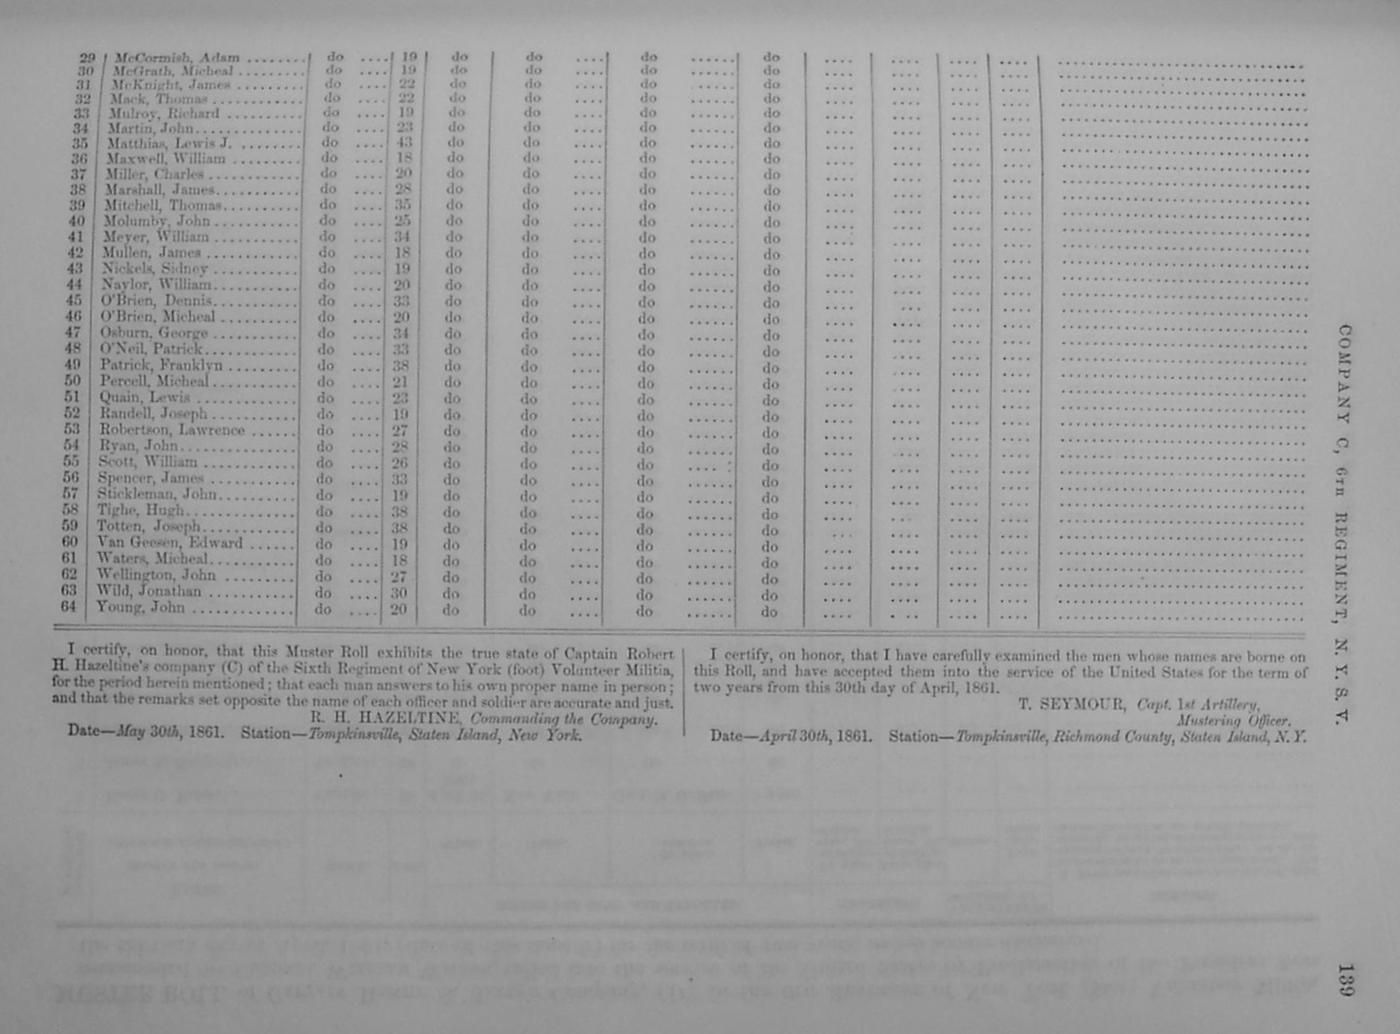 29 McCormish, Adam ........ do .... 19 do do .... do ...... do .... .... .... ....
30 McGrath, Micheal ......... do .... 19 do do .... do ...... do .... .... .... ....
31 McKnight, James ......... do .... 22 do do .... do ...... do .... .... .... ....
32 Mack, Thomas ............ do .... 22 do do .... do ...... do .... .... .... ....
33 Mulroy, Richard .......... do .... 19 do do .... do ...... do .... .... .... ....
34 Martin, John.............. do .... 23 do do .... do ...... do .... .... .... ....
35 Matthias, Lewis J. ........ do .... 43 do do .... do ...... do .... .... .... ....
36 Maxwell, William ......... do .... 18 do do .... do ...... do .... .... .... ....
37 Miller, Charles ............ do .... 20 do do .... do ...... do .... .... .... ....
38 Marshall, James........... do .... 28 do do .... do ...... do .... .... .... ....
39 Mitchell, Thomas.......... do .... 35 do do .... do ...... do .... .... .... ....
40 Molumby, John ........... do .... 25 do do .... do ...... do .... .... .... ....
41 Meyer, William ........... do .... 34 do do .... do ...... do .... .... .... ....
42 Mullen, James ............ do .... 18 do do .... do ...... do .... .... .... ....
43 Nickels, Sidney ........... do .... 19 do do .... do ...... do .... .... .... ....
44 Naylor, William........... do .... 20 do do .... do ...... do .... .... .... ....
45 O'Brien, Dennis........... do .... 33 do do .... do ...... do .... .... .... ....
46 O'Brien, Micheal .......... do .... 20 do do .... do ...... do .... .... .... ....
47 Osburn, George ........... do .... 34 do do .... do ...... do .... .... .... ....
48 O'Neil, Patrick............ do .... 33 do do .... do ...... do .... .... .... ....
49 Patrick, Franklyn ......... do .... 38 do do .... do ...... do .... .... .... ....
50 Percell, Micheal........... do .... 21 do do .... do ...... do .... .... .... ....
51 Quain, Lewis ............. do .... 23 do do .... do ...... do .... .... .... ....
52 Randell, Joseph........... do .... 19 do do .... do ...... do .... .... .... ....
53 Robertson, Lawrence ...... do .... 27 do do .... do ...... do .... .... .... ....
54 Ryan, John............... do .... 28 do do .... do ...... do .... .... .... ....
55 Scott, William ............ do .... 26 do do .... do ...... do .... .... .... ....
56 Spencer, James ........... do .... 33 do do .... do ...... do .... .... .... ....
57 Stickleman, John.......... do .... 19 do do .... do ...... do .... .... .... ....
58 Tighe, Hugh.............. do .... 38 do do .... do ...... do .... .... .... ....
59 Totten, Joseph............ do .... 38 do do .... do ...... do .... .... .... ....
60 Van Geesen, Edward ...... do .... 19 do do .... do ...... do .... .... .... ....
61 Waters, Micheal........... do .... 18 do do .... do ...... do .... .... .... ....
62 Wellington, John ......... do .... 27 do do .... do ...... do .... .... .... ....
63 Wild, Jonathan ........... do .... 30 do do .... do ...... do .... .... .... ....
64 Young, John ............. do .... 20 do do .... do ...... do .... .... .... ....
I certify, on honor, that this Muster Roll exhibits the true state of Captain Robert
H. Hazeltine's company (C) of the Sixth Regiment of New York (foot) Volunteer Militia,
for the period herein mentioned; that each man answers to his own proper name in person;
and that the remarks set opposite the name of each officer and soldier are accurate and just.
R. H. HAZELTINE, Commanding the Company.
Date—May 30th, 1861. Station—Tompkinsville, Staten Island, New York.
I certify, on honor, that I have carefully examined the men whose names are borne on
this Roll, and have accepted them into the service of the United States for the term of
two years from this 30th day of April, 1861.
T. SEYMOUR, Capt. 1st Artillery,
Mustering Officer.
Date—April 30th, 1861. Station—Tompkinsville, Richmond County, Staten Island, N. Y.
COMPANY C, 6TH REGIMENT, N. Y. S. V.
139